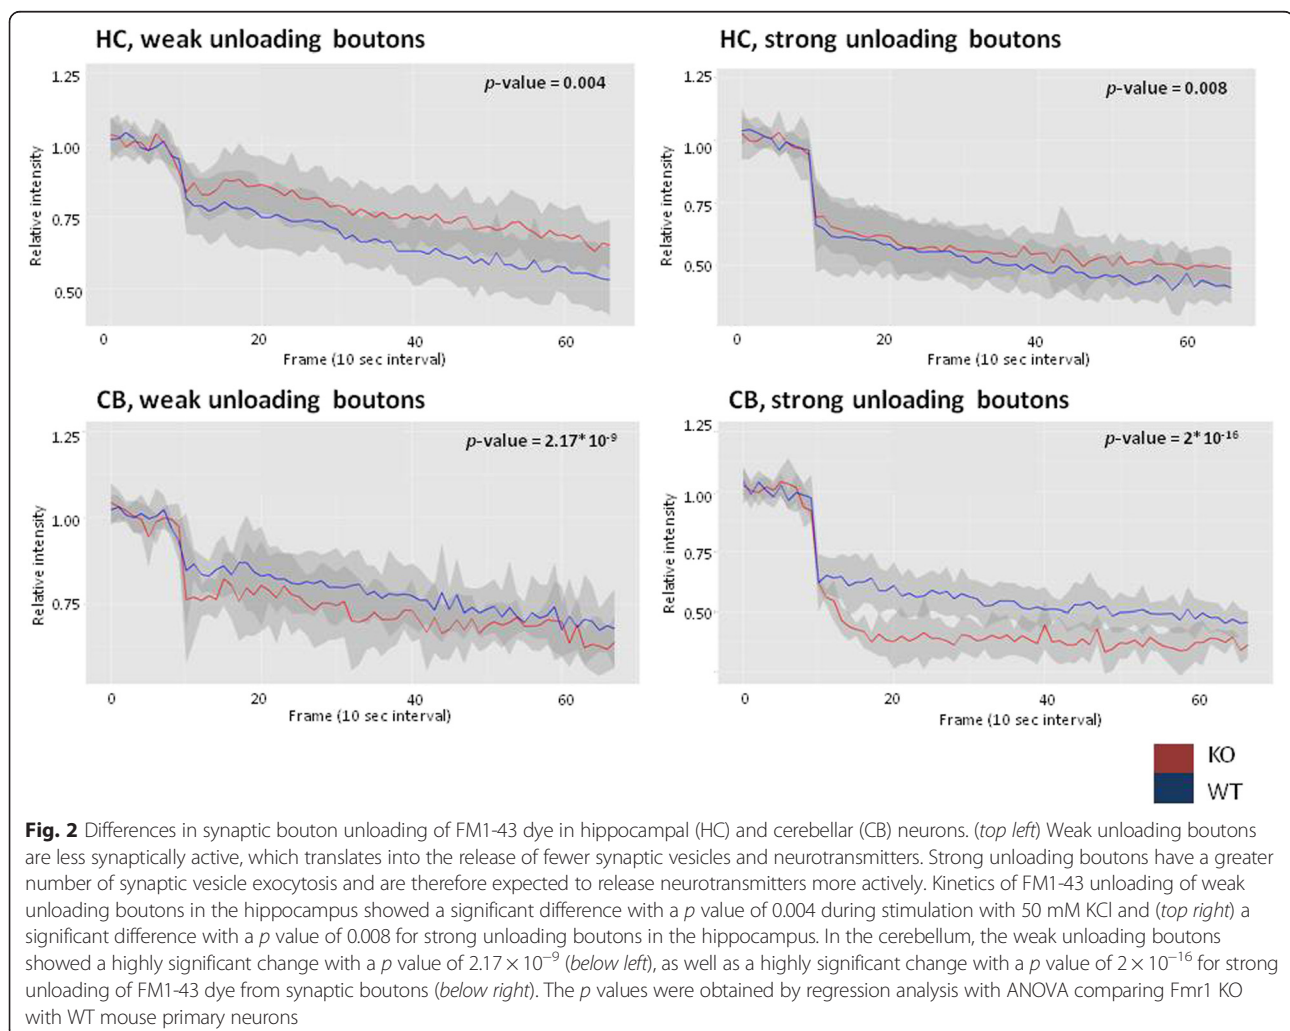 HC, weak unloading boutons
p-value = 0.004
1.25
1.00
0.75
0.50
Relative intensity
0
20
40
60
Frame (10 sec interval)
HC, strong unloading boutons
p-value = 0.008
1.25
1.00
0.75
0.50
Relative intensity
0
20
40
60
Frame (10 sec interval)
CB, weak unloading boutons
p-value = 2.17*10-9
1.25
1.00
0.75
Relative intensity
0
20
40
60
Frame (10 sec interval)
CB, strong unloading boutons
p-value = 2*10-16
1.25
1.00
0.75
0.50
Relative intensity
0
20
40
60
Frame (10 sec interval)
KO
WT
Fig. 2 Differences in synaptic bouton unloading of FM1-43 dye in hippocampal (HC) and cerebellar (CB) neurons. (top left) Weak unloading boutons
are less synaptically active, which translates into the release of fewer synaptic vesicles and neurotransmitters. Strong unloading boutons have a greater
number of synaptic vesicle exocytosis and are therefore expected to release neurotransmitters more actively. Kinetics of FM1-43 unloading of weak
unloading boutons in the hippocampus showed a significant difference with a p value of 0.004 during stimulation with 50 mM KCl and (top right) a
significant difference with a p value of 0.008 for strong unloading boutons in the hippocampus. In the cerebellum, the weak unloading boutons
showed a highly significant change with a p value of 2.17 × 10−9 (below left), as well as a highly significant change with a p value of 2 × 10−16 for strong
unloading of FM1-43 dye from synaptic boutons (below right). The p values were obtained by regression analysis with ANOVA comparing Fmr1 KO
with WT mouse primary neurons